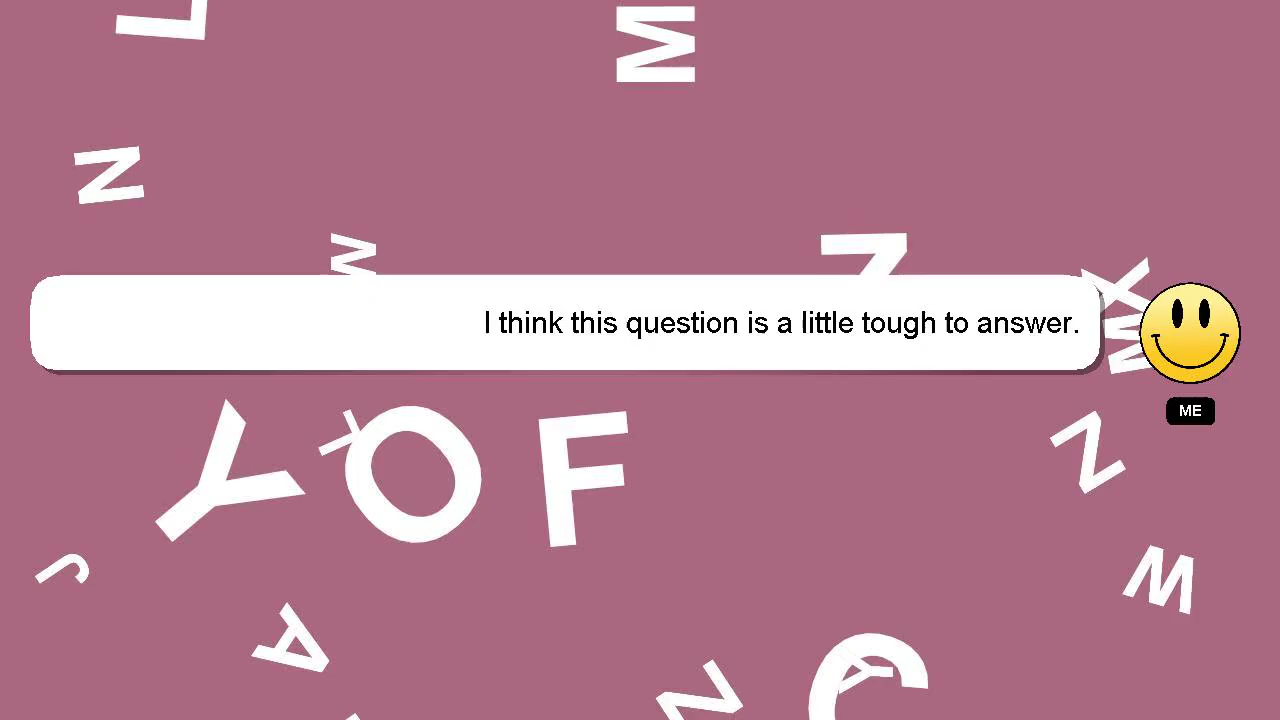 L
M
N
M
N
X
M
I think this question is a little tough to answer.
ME
Y
X
O
F
N
J
W
A
N
C
A